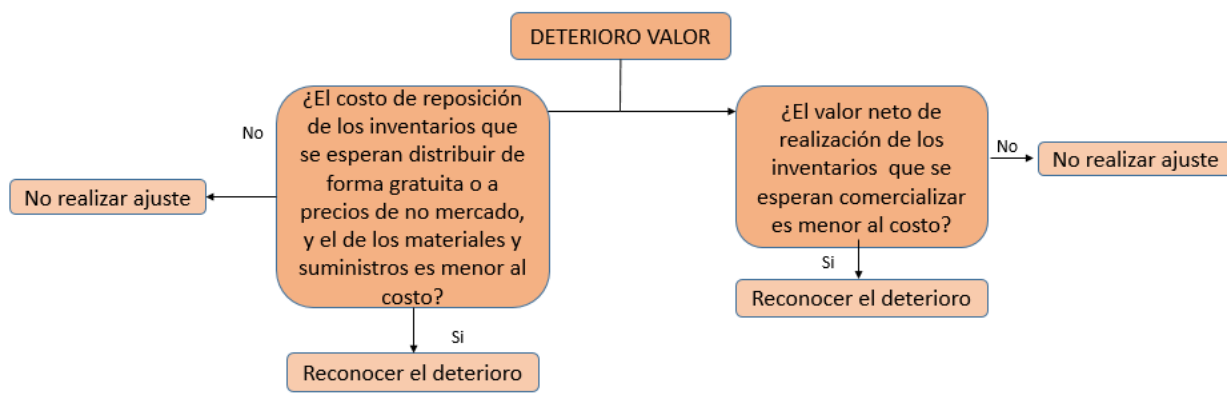 DETERIORO VALOR
¿El costo de reposición
de los inventarios que
se esperan distribuir de
forma gratuita o a
precios de no mercado,
y el de los materiales y
suministros es menor al
costo?
No
No realizar ajuste
Si
Reconocer el deterioro
¿El valor neto de
realización de los
inventarios que se
esperan comercializar
es menor al costo?
No
No realizar ajuste
Si
Reconocer el deterioro